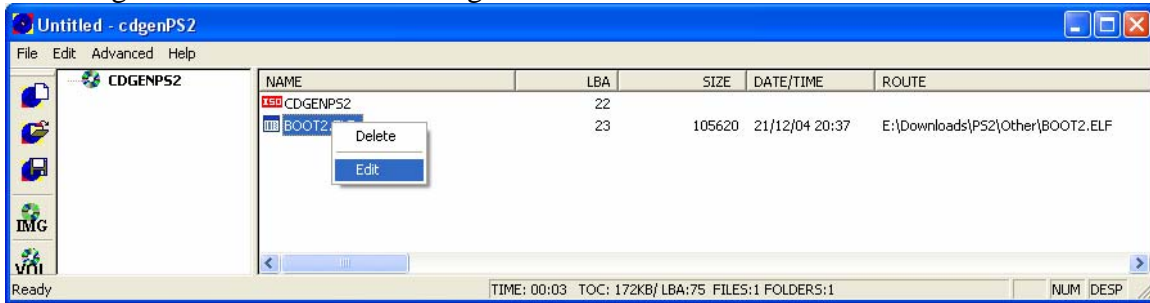 Untitled - cdgenPS2
File Edit Advanced Help
CDGENPS2
NAME LBA SIZE DATE/TIME ROUTE
ISO CDGENPS2 22
BOOT2. 23 105620 21/12/04 20:37 E:\Downloads\PS2\Other\BOOT2.ELF
Delete
Edit
IMG
VOL
Ready TIME: 00:03 TOC: 172KB/ LBA:75 FILES:1 FOLDERS:1 NUM DESP